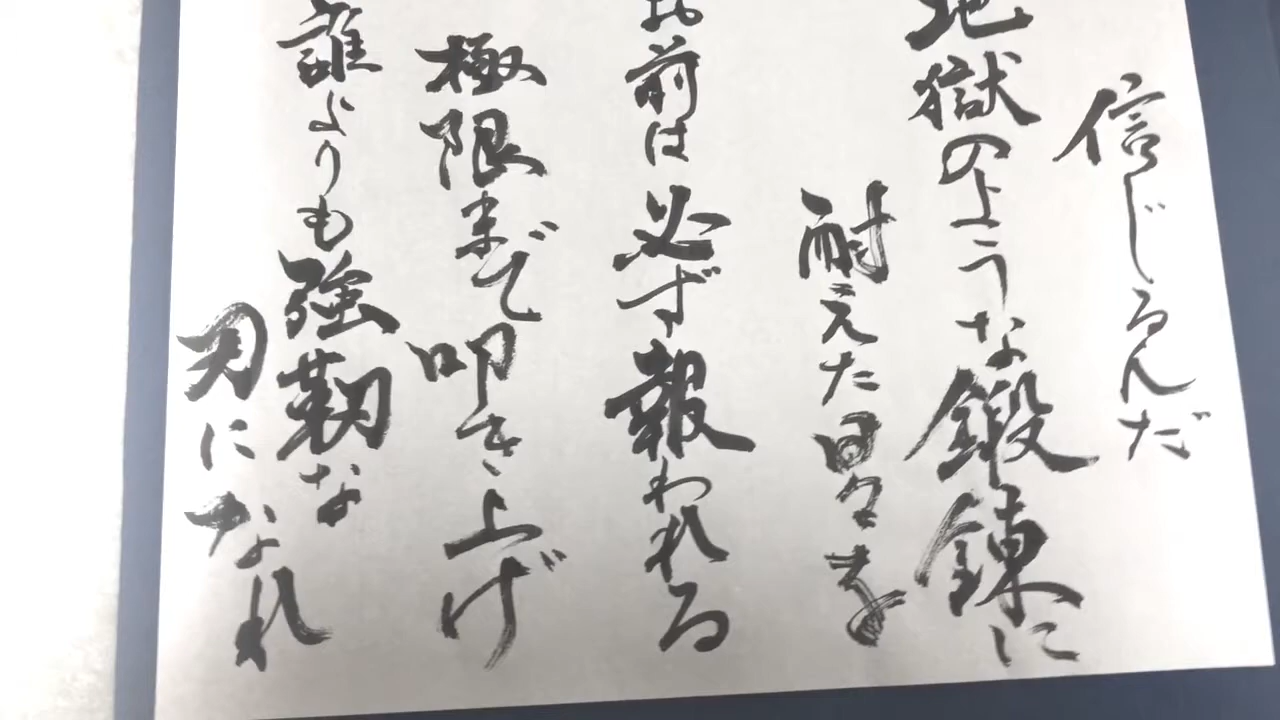 信じるんだ
地獄のような鍛錬に
耐えた日々を
お前は必ず報われる
極限まで叩き上げ
誰よりも強靭な
刃になれ